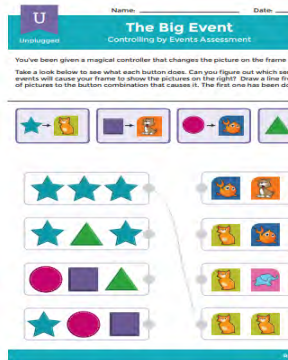 U
Unplugged
Name:
Date:
The Big Event
Controlling by Events Assessment
You've been given a magical controller that changes the picture on the frame
Take a look below to see what each button does. Can you figure out which se
events will cause your frame to show the pictures on the right? Draw a line fr
of pictures to the button combination that causes it. The first one has been do